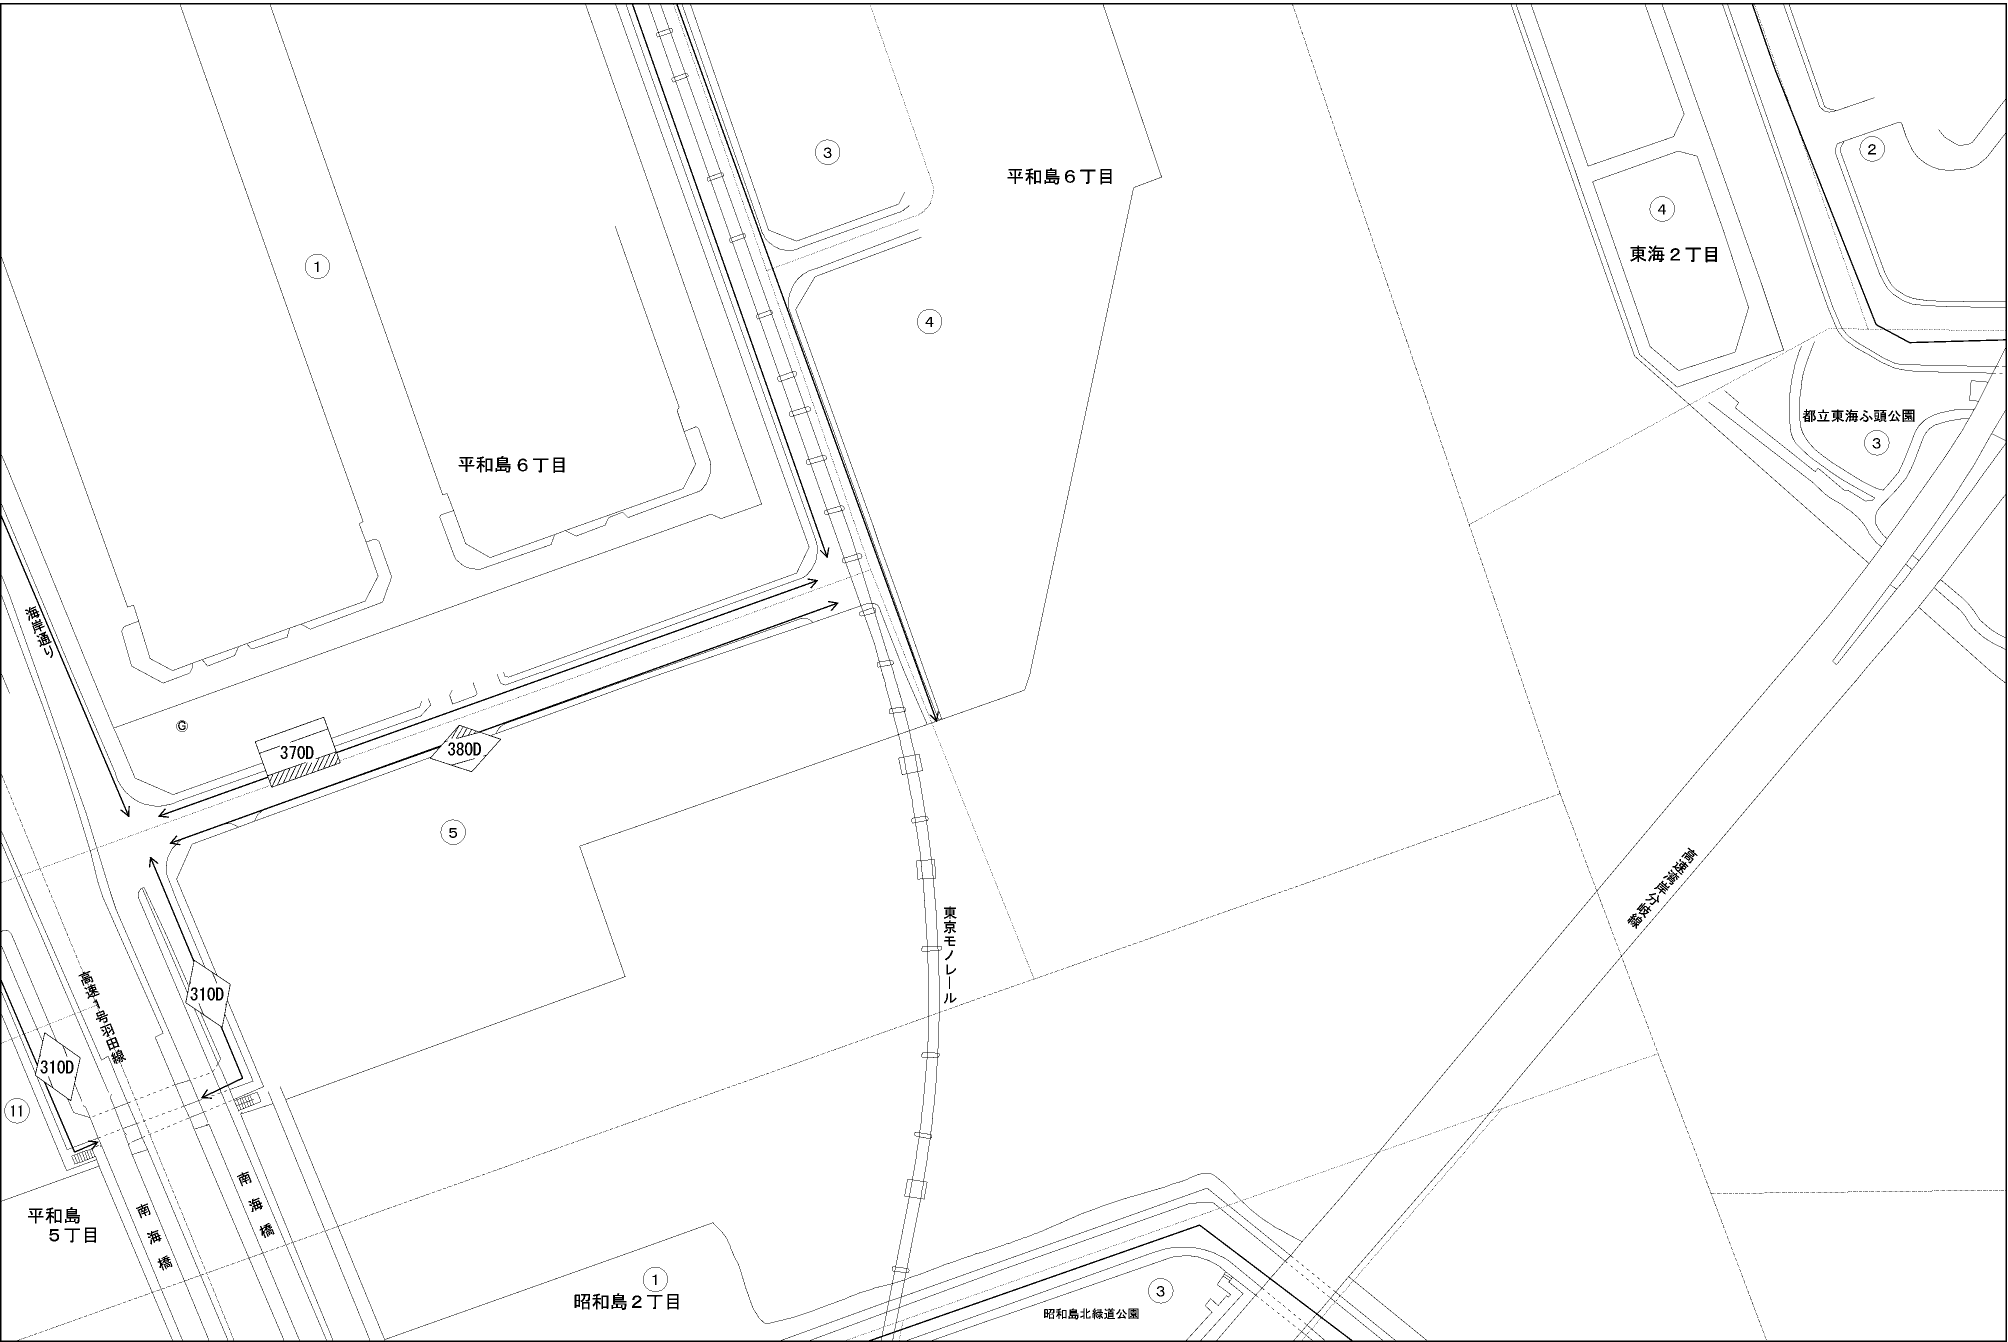 ③
平和島６丁目
②
④
東海２丁目
①
④
都立東海ふ頭公園
③
平和島６丁目
海岸通り
Ⓖ
370D
380D
⑤
高速湾岸分岐線
東京モノレール
高速１号羽田線
310D
310D
⑪
南海橋
南海橋
平和島
５丁目
①
昭和島２丁目
③
昭和島北緑道公園